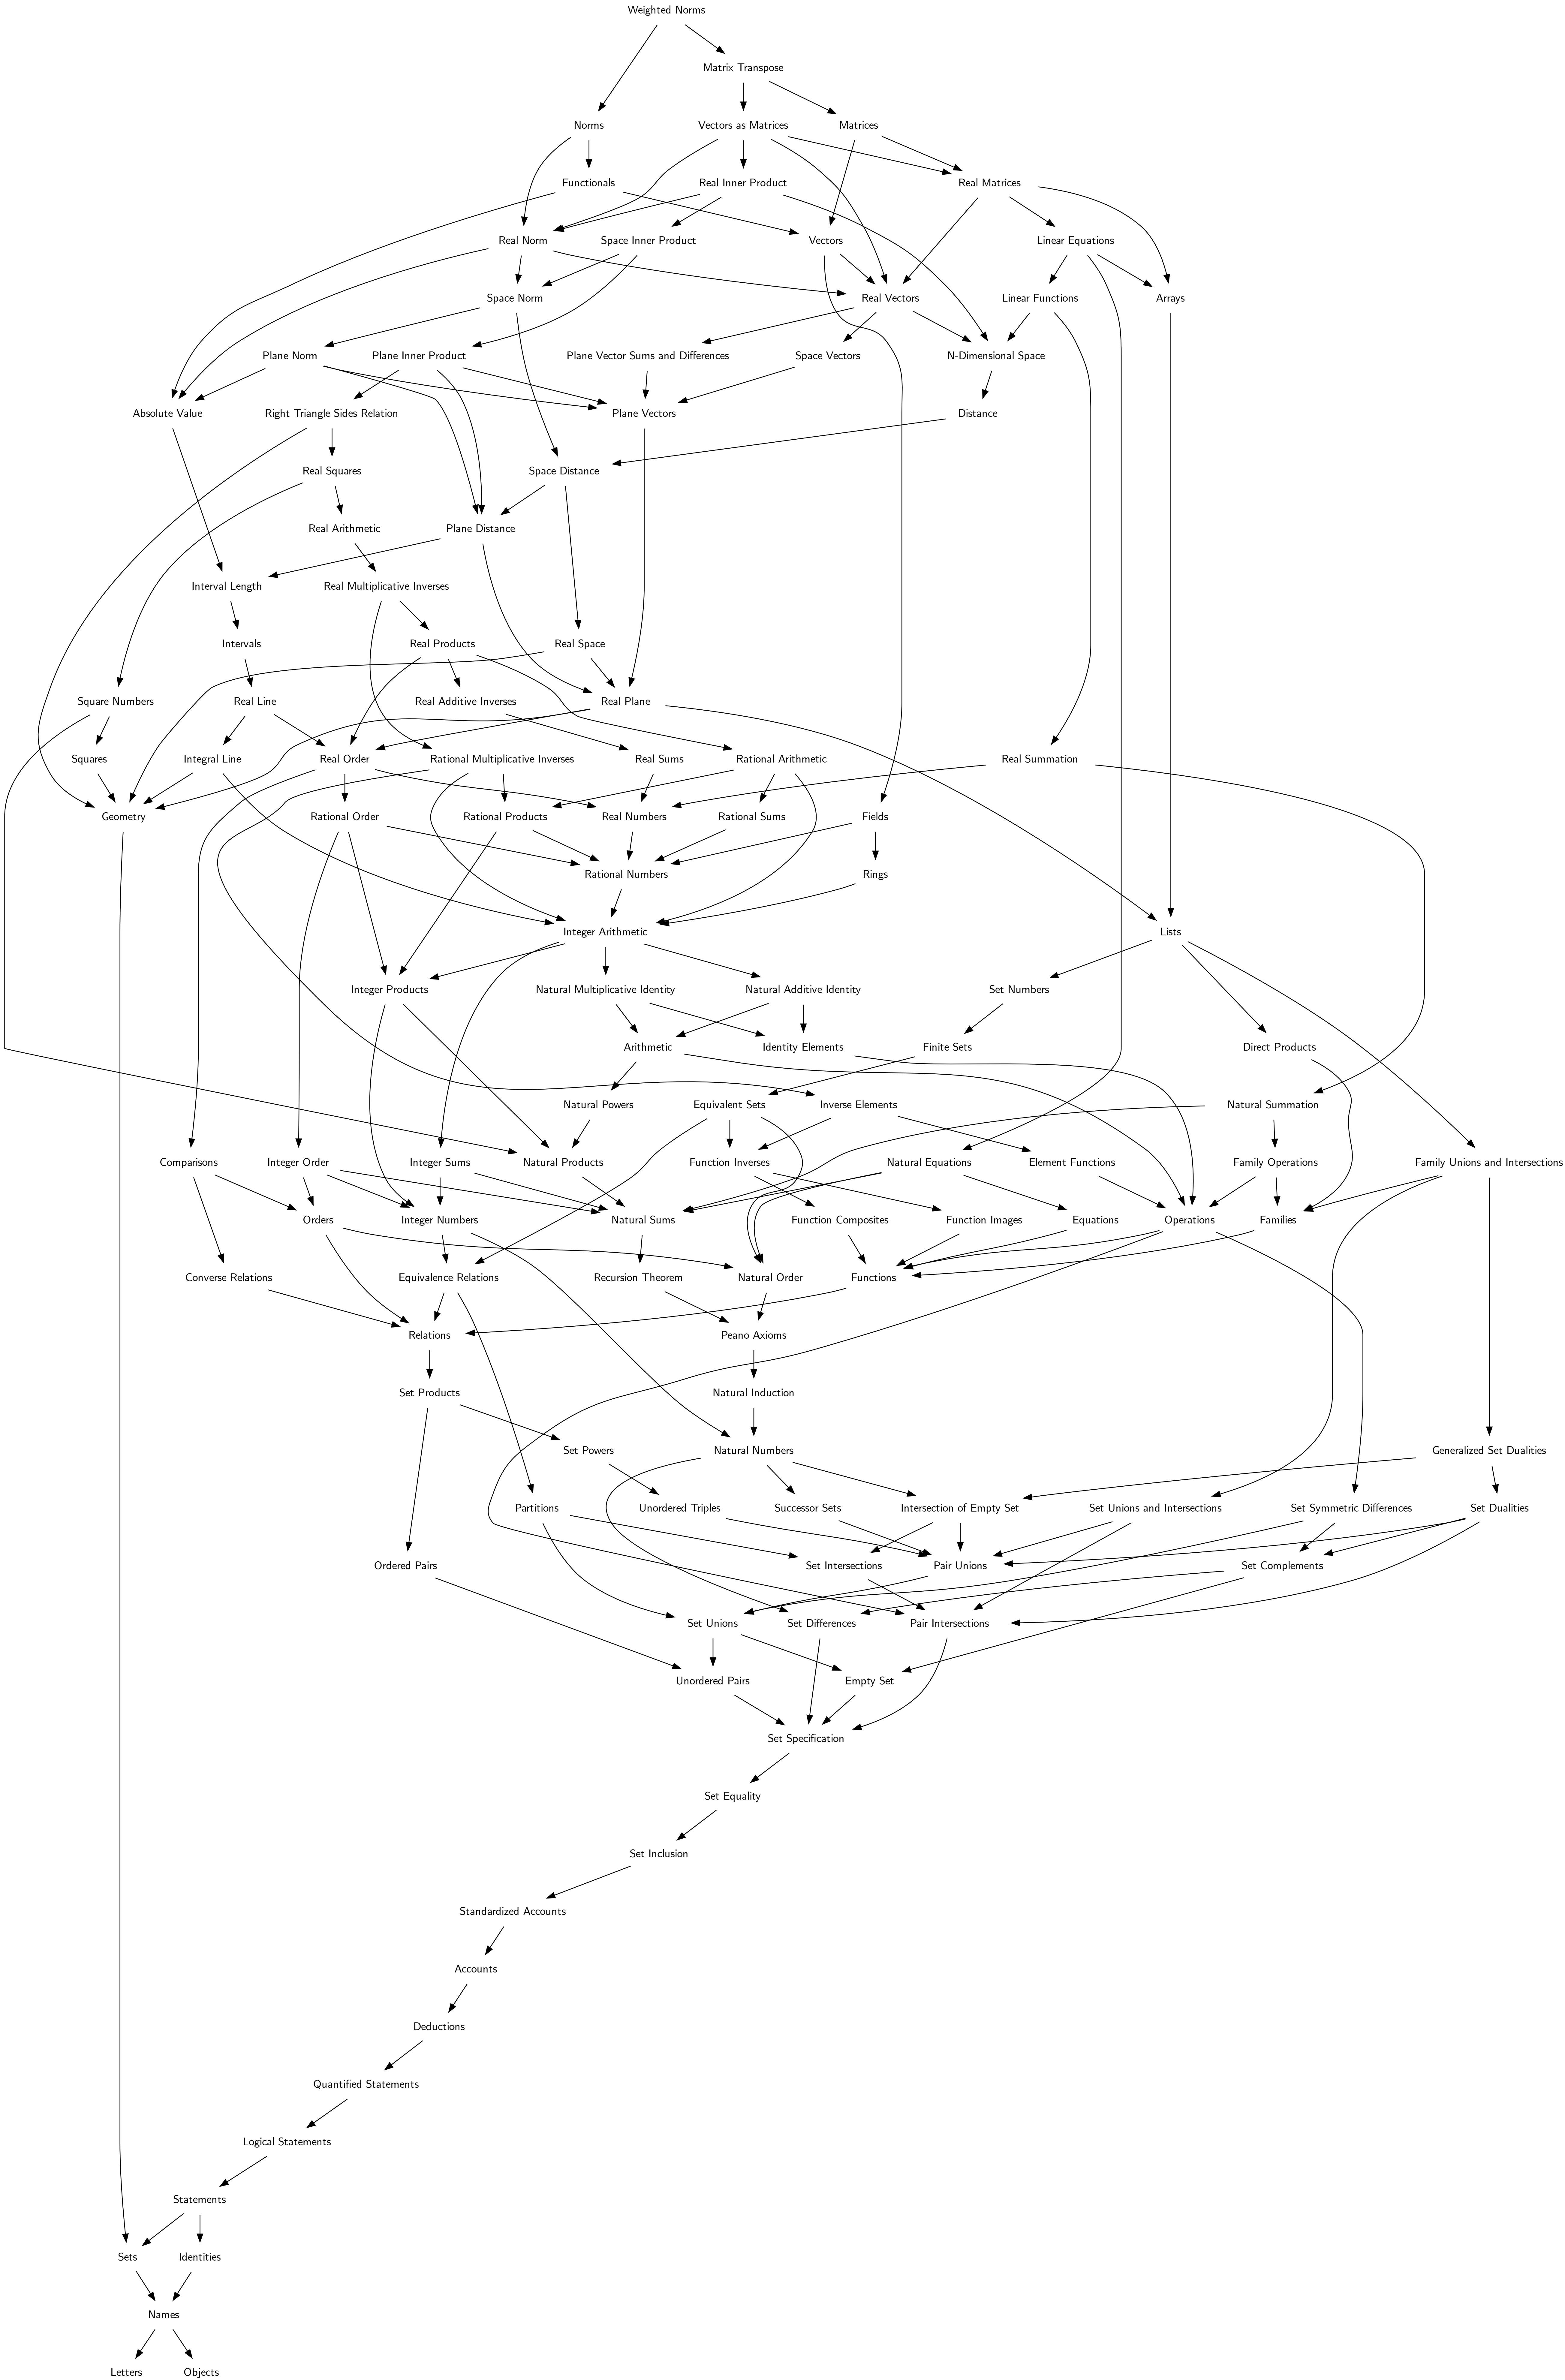 Weighted Norms
Matrix Transpose
Norms
Vectors as Matrices
Matrices
Functionals
Real Inner Product
Real Matrices
Real Norm
Space Inner Product
Vectors
Linear Equations
Space Norm
Real Vectors
Linear Functions
Arrays
Plane Norm
Plane Inner Product
Plane Vector Sums and Differences
Space Vectors
N-Dimensional Space
Absolute Value
Right Triangle Sides Relation
Plane Vectors
Distance
Real Squares
Space Distance
Real Arithmetic
Plane Distance
Interval Length
Real Multiplicative Inverses
Intervals
Real Products
Real Space
Square Numbers
Real Line
Real Additive Inverses
Real Plane
Squares
Integral Line
Real Order
Rational Multiplicative Inverses
Real Sums
Rational Arithmetic
Real Summation
Geometry
Rational Order
Rational Products
Real Numbers
Rational Sums
Fields
Rational Numbers
Rings
Integer Arithmetic
Lists
Integer Products
Natural Multiplicative Identity
Natural Additive Identity
Set Numbers
Arithmetic
Identity Elements
Finite Sets
Direct Products
Natural Powers
Equivalent Sets
Inverse Elements
Natural Summation
Comparisons
Integer Order
Integer Sums
Natural Products
Function Inverses
Natural Equations
Element Functions
Family Operations
Family Unions and Intersections
Orders
Integer Numbers
Natural Sums
Function Composites
Function Images
Equations
Operations
Families
Converse Relations
Equivalence Relations
Recursion Theorem
Natural Order
Functions
Relations
Peano Axioms
Set Products
Natural Induction
Set Powers
Natural Numbers
Generalized Set Dualities
Partitions
Unordered Triples
Successor Sets
Intersection of Empty Set
Set Unions and Intersections
Set Symmetric Differences
Set Dualities
Ordered Pairs
Set Intersections
Pair Unions
Set Complements
Set Unions
Set Differences
Pair Intersections
Unordered Pairs
Empty Set
Set Specification
Set Equality
Set Inclusion
Standardized Accounts
Accounts
Deductions
Quantified Statements
Logical Statements
Statements
Sets
Identities
Names
Letters
Objects